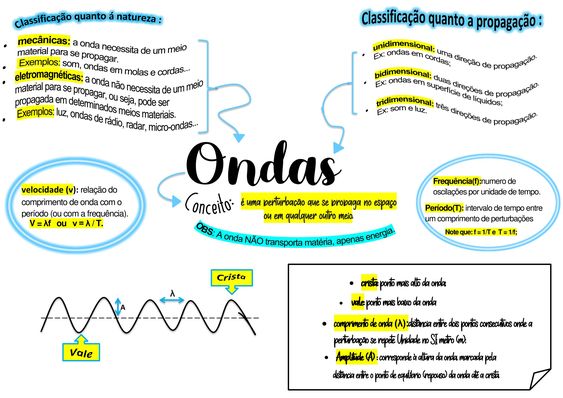 Classificação quanto á natureza :
mecânicas: a onda necessita de um meio
material para se propagar.
Exemplos: som, ondas em molas e cordas...
eletromagnéticas: a onda não necessita de um meio
material para se propagar, ou seja, pode ser
propagada em determinados meios materiais.
Exemplos: luz, ondas de rádio, radar, micro-ondas...
Classificação quanto a propagação :
unidimensional: uma direção de propagação.
Ex: ondas em cordas;
bidimensional: duas direções de propagação.
Ex: ondas em superfície de líquidos;
tridimensional: três direções de propagação.
Ex: som e luz.
Ondas
Conceito: é uma perturbação que se propaga no espaço
ou em qualquer outro meio.
OBS: A onda NÃO transporta matéria, apenas energia.
velocidade (v): relação do
comprimento de onda com o
período (ou com a frequência).
V = λf ou v = λ / T.
Frequência(f):numero de
oscilações por unidade de tempo.
Período(T): intervalo de tempo entre
um comprimento de perturbações
Note que: f = 1/T e T = 1/f;
Crista
λ
A
Vale
crista: ponto mais alto da onda.
vale: ponto mais baixo da onda
comprimento de onda (λ):distância entre dois pontos consecutivos onde a
perturbação se repete. Unidade no SI: metro (m).
Amplitude (A) : corresponde à altura da onda, marcada pela
distância entre o ponto de equilíbrio (repouso) da onda até a crista.